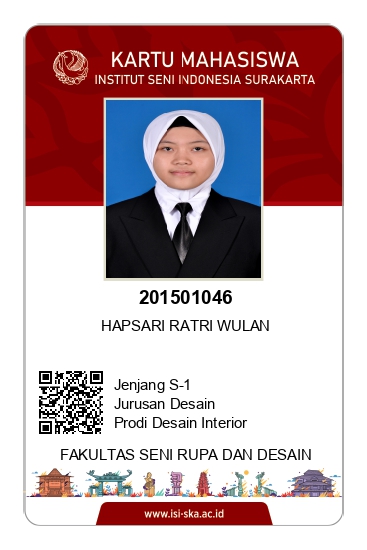 KARTU MAHASISWA
INSTITUT SENI INDONESIA SURAKARTA
201501046
HAPSARI RATRI WULAN
Jenjang S-1
Jurusan Desain
Prodi Desain Interior
FAKULTAS SENI RUPA DAN DESAIN
www.isi-ska.ac.id